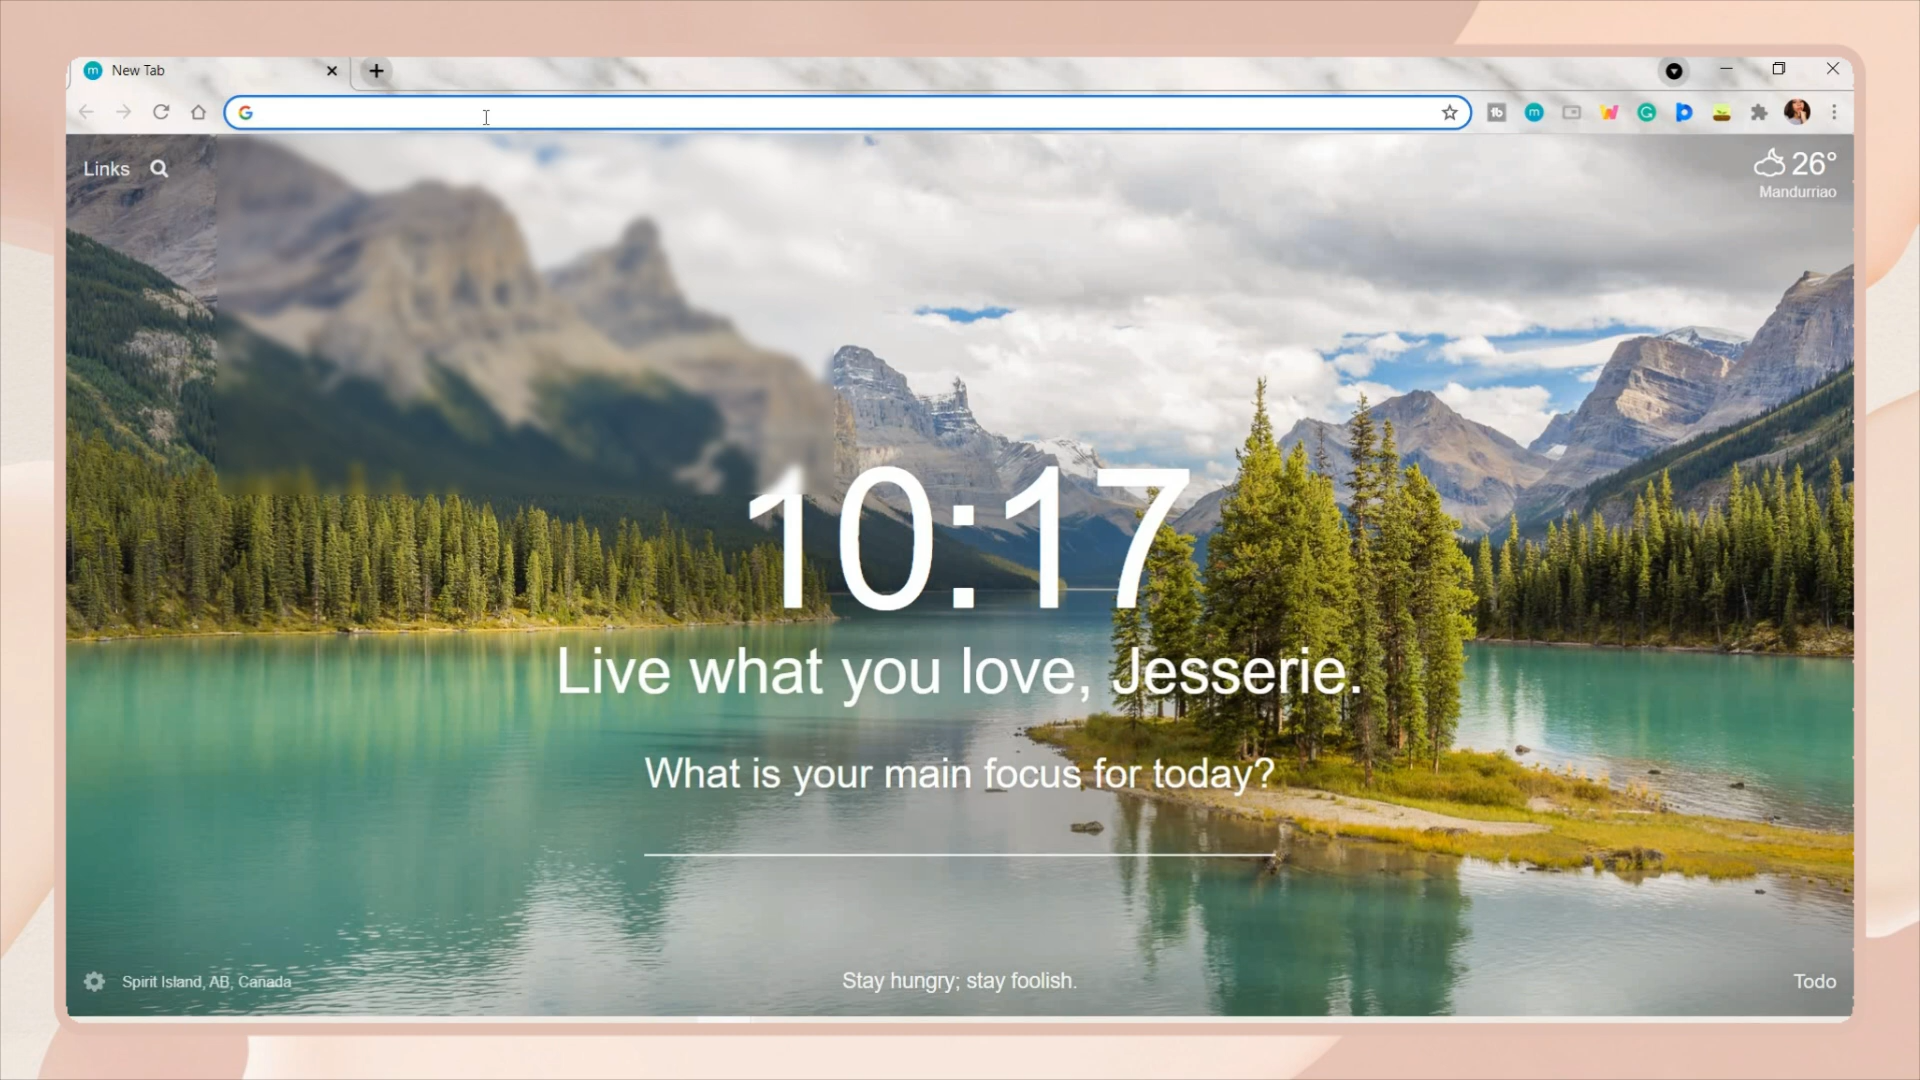 New Tab
Links
26°
Mandurriao
10:17
Live what you love, Jesserie.
What is your main focus for today?
Spirit Island, AB, Canada
Stay hungry; stay foolish.
Todo